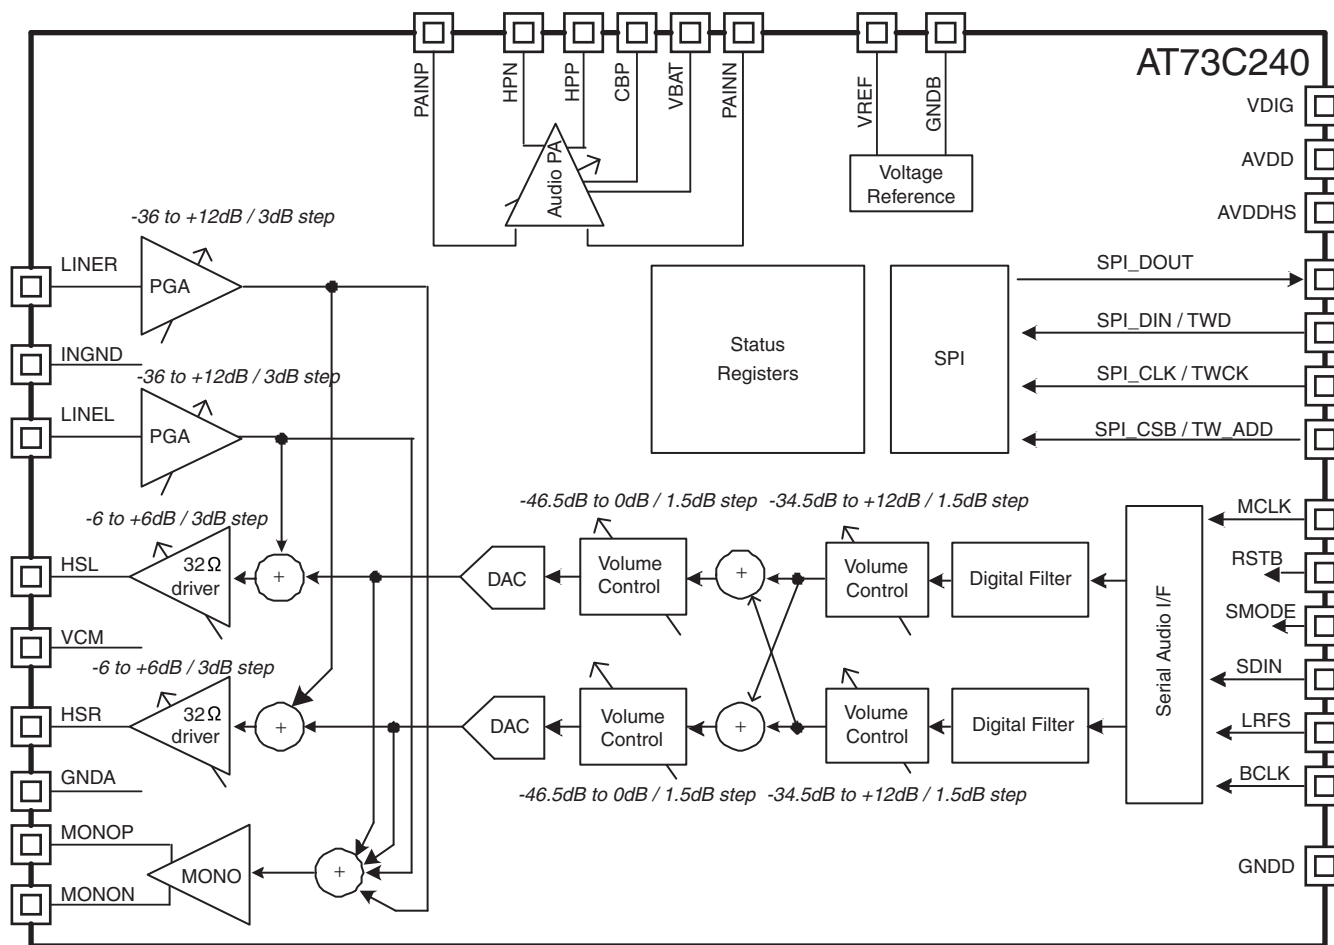 AT73C240
PAINP
HPN
HPP
CBP
VBAT
PAINN
VREF
GNDB
Audio PA
Voltage
Reference
VDIG
AVDD
AVDDHS
-36 to +12dB / 3dB step
LINER
PGA
INGND
-36 to +12dB / 3dB step
LINEL
PGA
Status
Registers
SPI
SPI_DOUT
SPI_DIN / TWD
SPI_CLK / TWCK
SPI_CSB / TW_ADD
-6 to +6dB / 3dB step
-46.5dB to 0dB / 1.5dB step
-34.5dB to +12dB / 1.5dB step
HSL
32Ω
driver
+
DAC
Volume
Control
+
Volume
Control
Digital Filter
Serial Audio I/F
MCLK
RSTB
SMODE
SDIN
LRFS
BCLK
VCM
-6 to +6dB / 3dB step
HSR
32Ω
driver
+
DAC
Volume
Control
+
Volume
Control
Digital Filter
-46.5dB to 0dB / 1.5dB step
-34.5dB to +12dB / 1.5dB step
GNDA
MONOP
MONON
MONO
+
GNDD